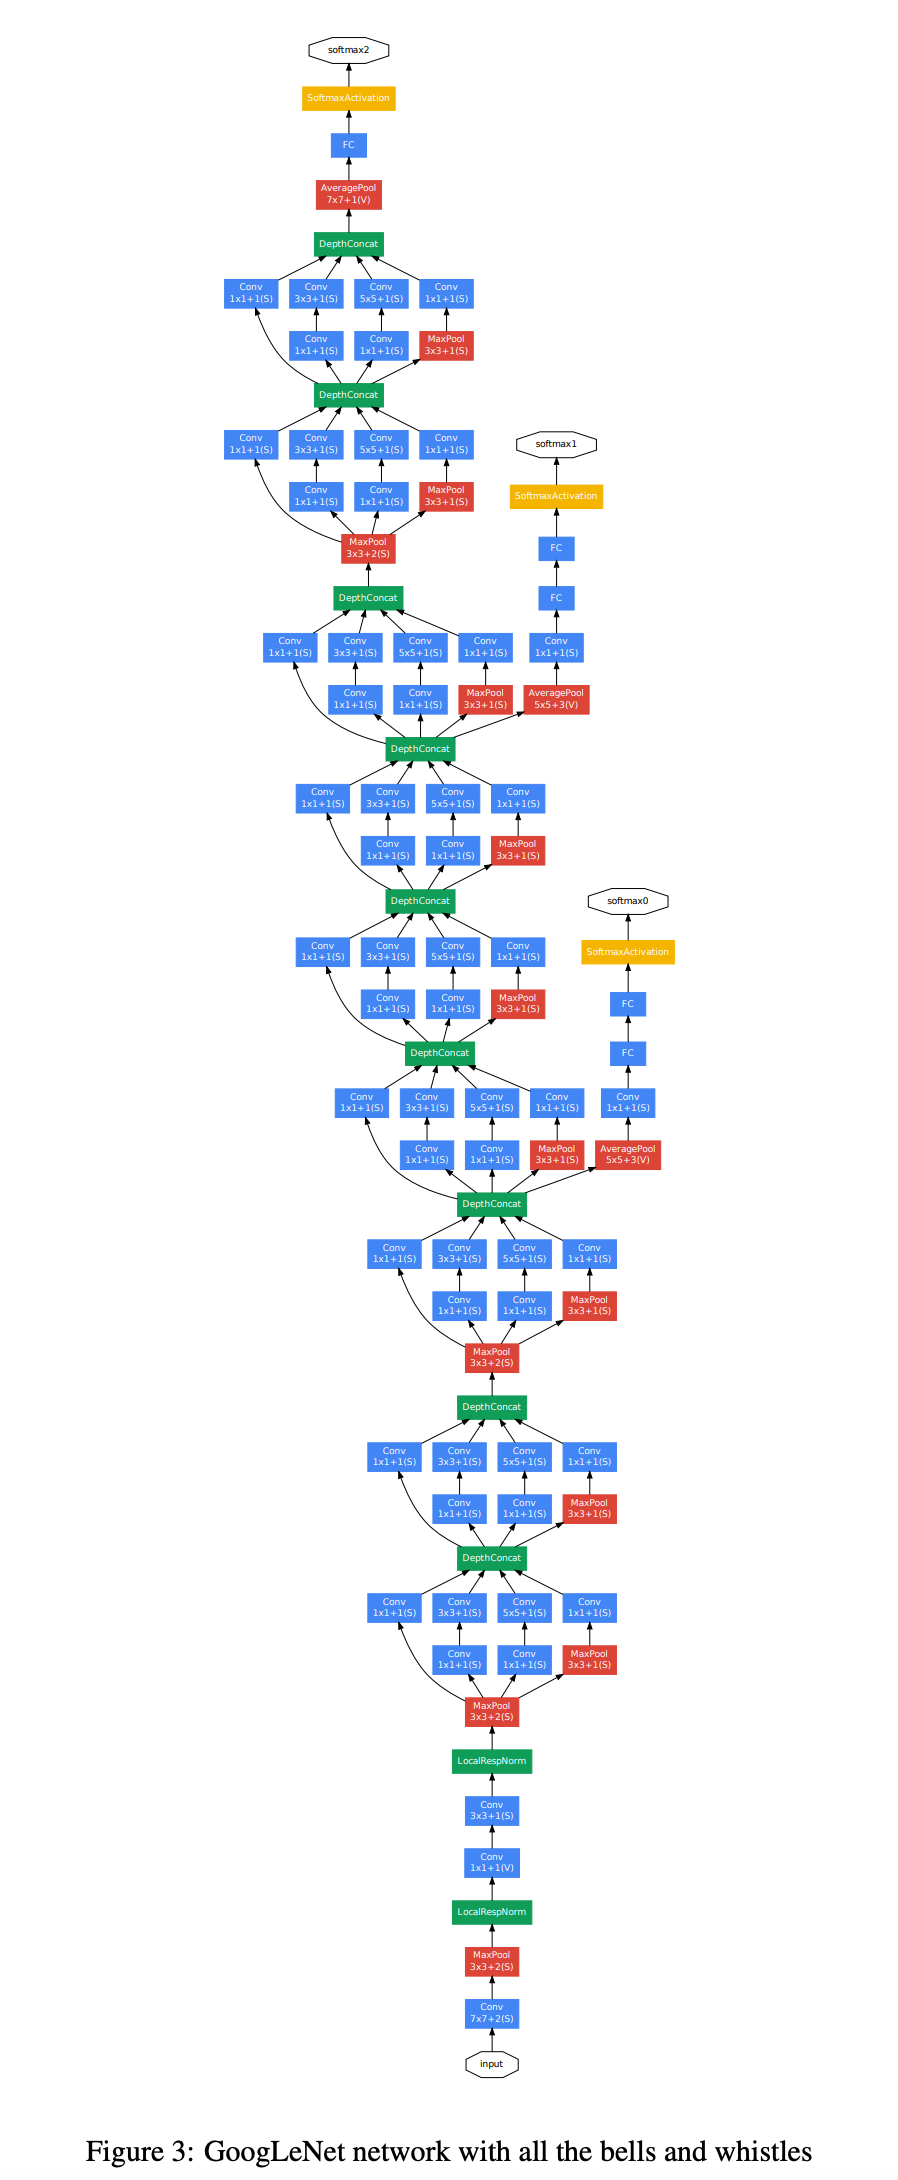 softmax2
SoftmaxActivation
FC
AveragePool
7x7+1(V)
DepthConcat
Conv
1x1+1(S)
Conv
3x3+1(S)
Conv
5x5+1(S)
Conv
1x1+1(S)
Conv
1x1+1(S)
Conv
1x1+1(S)
MaxPool
3x3+1(S)
DepthConcat
Conv
1x1+1(S)
Conv
3x3+1(S)
Conv
5x5+1(S)
Conv
1x1+1(S)
softmax1
Conv
1x1+1(S)
Conv
1x1+1(S)
MaxPool
3x3+1(S)
SoftmaxActivation
MaxPool
3x3+2(S)
FC
DepthConcat
FC
Conv
1x1+1(S)
Conv
3x3+1(S)
Conv
5x5+1(S)
Conv
1x1+1(S)
Conv
1x1+1(S)
Conv
1x1+1(S)
Conv
1x1+1(S)
MaxPool
3x3+1(S)
AveragePool
5x5+3(V)
DepthConcat
Conv
1x1+1(S)
Conv
3x3+1(S)
Conv
5x5+1(S)
Conv
1x1+1(S)
Conv
1x1+1(S)
Conv
1x1+1(S)
MaxPool
3x3+1(S)
DepthConcat
softmax0
Conv
1x1+1(S)
Conv
3x3+1(S)
Conv
5x5+1(S)
Conv
1x1+1(S)
SoftmaxActivation
Conv
1x1+1(S)
Conv
1x1+1(S)
MaxPool
3x3+1(S)
FC
DepthConcat
FC
Conv
1x1+1(S)
Conv
3x3+1(S)
Conv
5x5+1(S)
Conv
1x1+1(S)
Conv
1x1+1(S)
Conv
1x1+1(S)
Conv
1x1+1(S)
MaxPool
3x3+1(S)
AveragePool
5x5+3(V)
DepthConcat
Conv
1x1+1(S)
Conv
3x3+1(S)
Conv
5x5+1(S)
Conv
1x1+1(S)
Conv
1x1+1(S)
Conv
1x1+1(S)
MaxPool
3x3+1(S)
MaxPool
3x3+2(S)
DepthConcat
Conv
1x1+1(S)
Conv
3x3+1(S)
Conv
5x5+1(S)
Conv
1x1+1(S)
Conv
1x1+1(S)
Conv
1x1+1(S)
MaxPool
3x3+1(S)
DepthConcat
Conv
1x1+1(S)
Conv
3x3+1(S)
Conv
5x5+1(S)
Conv
1x1+1(S)
Conv
1x1+1(S)
Conv
1x1+1(S)
MaxPool
3x3+1(S)
MaxPool
3x3+2(S)
LocalRespNorm
Conv
3x3+1(S)
Conv
1x1+1(V)
LocalRespNorm
MaxPool
3x3+2(S)
Conv
7x7+2(S)
input
Figure 3: GoogLeNet network with all the bells and whistles